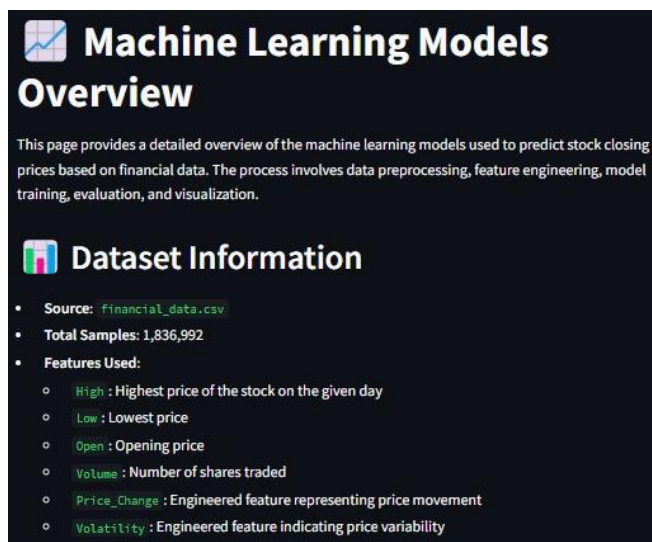 Machine Learning Models
Overview
This page provides a detailed overview of the machine learning models used to predict stock closing
prices based on financial data. The process involves data preprocessing, feature engineering, model
training, evaluation, and visualization.
Dataset Information
Source: financial_data.csv
Total Samples: 1,836,992
Features Used:
High : Highest price of the stock on the given day
Low : Lowest price
Open : Opening price
Volume : Number of shares traded
Price_Change : Engineered feature representing price movement
Volatility : Engineered feature indicating price variability